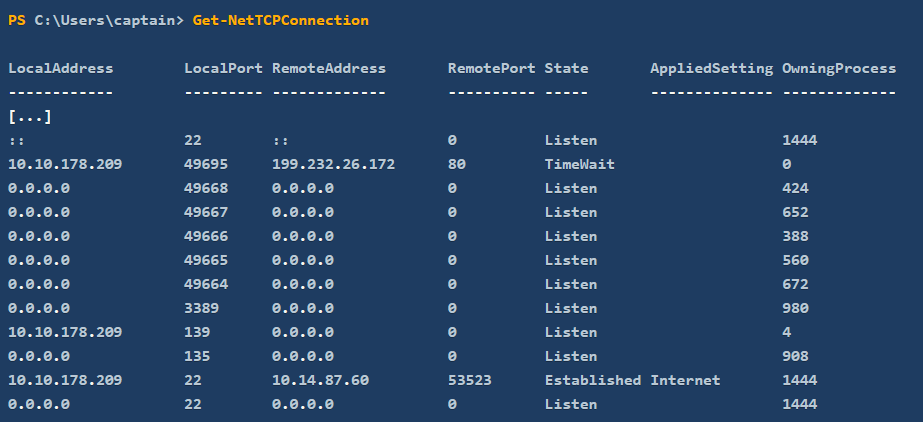 PS C:\Users\captain> Get-NetTCPConnection
LocalAddress LocalPort RemoteAddress RemotePort State AppliedSetting OwningProcess
------------ --------- ------------- ---------- ----- -------------- -------------
[...]
:: 22 :: 0 Listen 1444
10.10.178.209 49695 199.232.26.172 80 TimeWait 0
0.0.0.0 49668 0.0.0.0 0 Listen 424
0.0.0.0 49667 0.0.0.0 0 Listen 652
0.0.0.0 49666 0.0.0.0 0 Listen 388
0.0.0.0 49665 0.0.0.0 0 Listen 560
0.0.0.0 49664 0.0.0.0 0 Listen 672
0.0.0.0 3389 0.0.0.0 0 Listen 980
10.10.178.209 139 0.0.0.0 0 Listen 4
0.0.0.0 135 0.0.0.0 0 Listen 908
10.10.178.209 22 10.14.87.60 53523 Established Internet 1444
0.0.0.0 22 0.0.0.0 0 Listen 1444